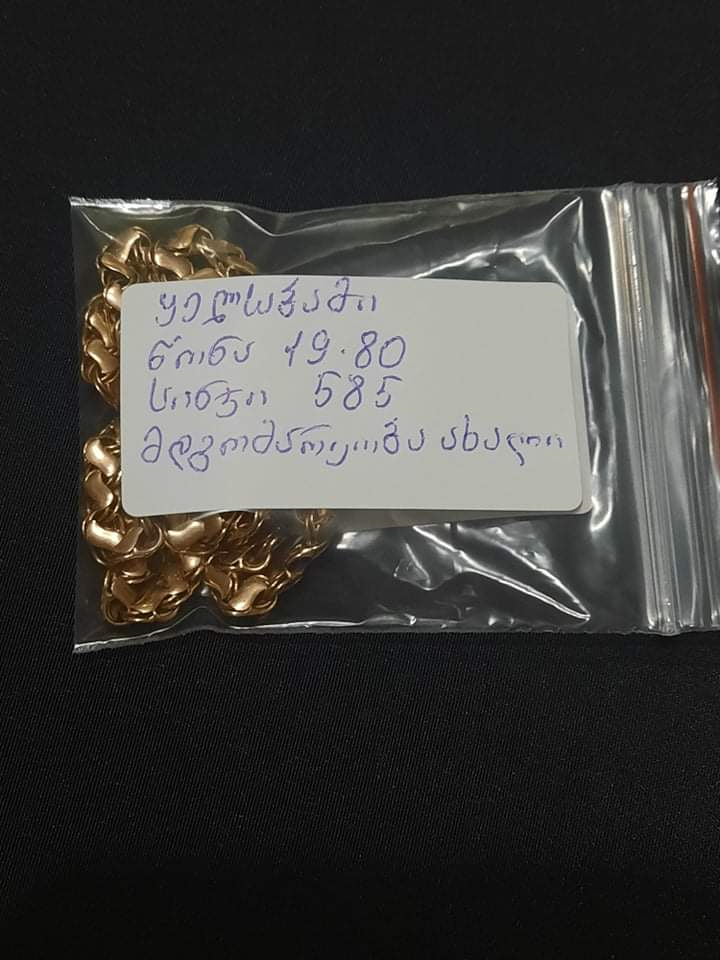 ყელსაბამი
წონა 19.80
სინჯი 585
მდგომარეობა ახალი